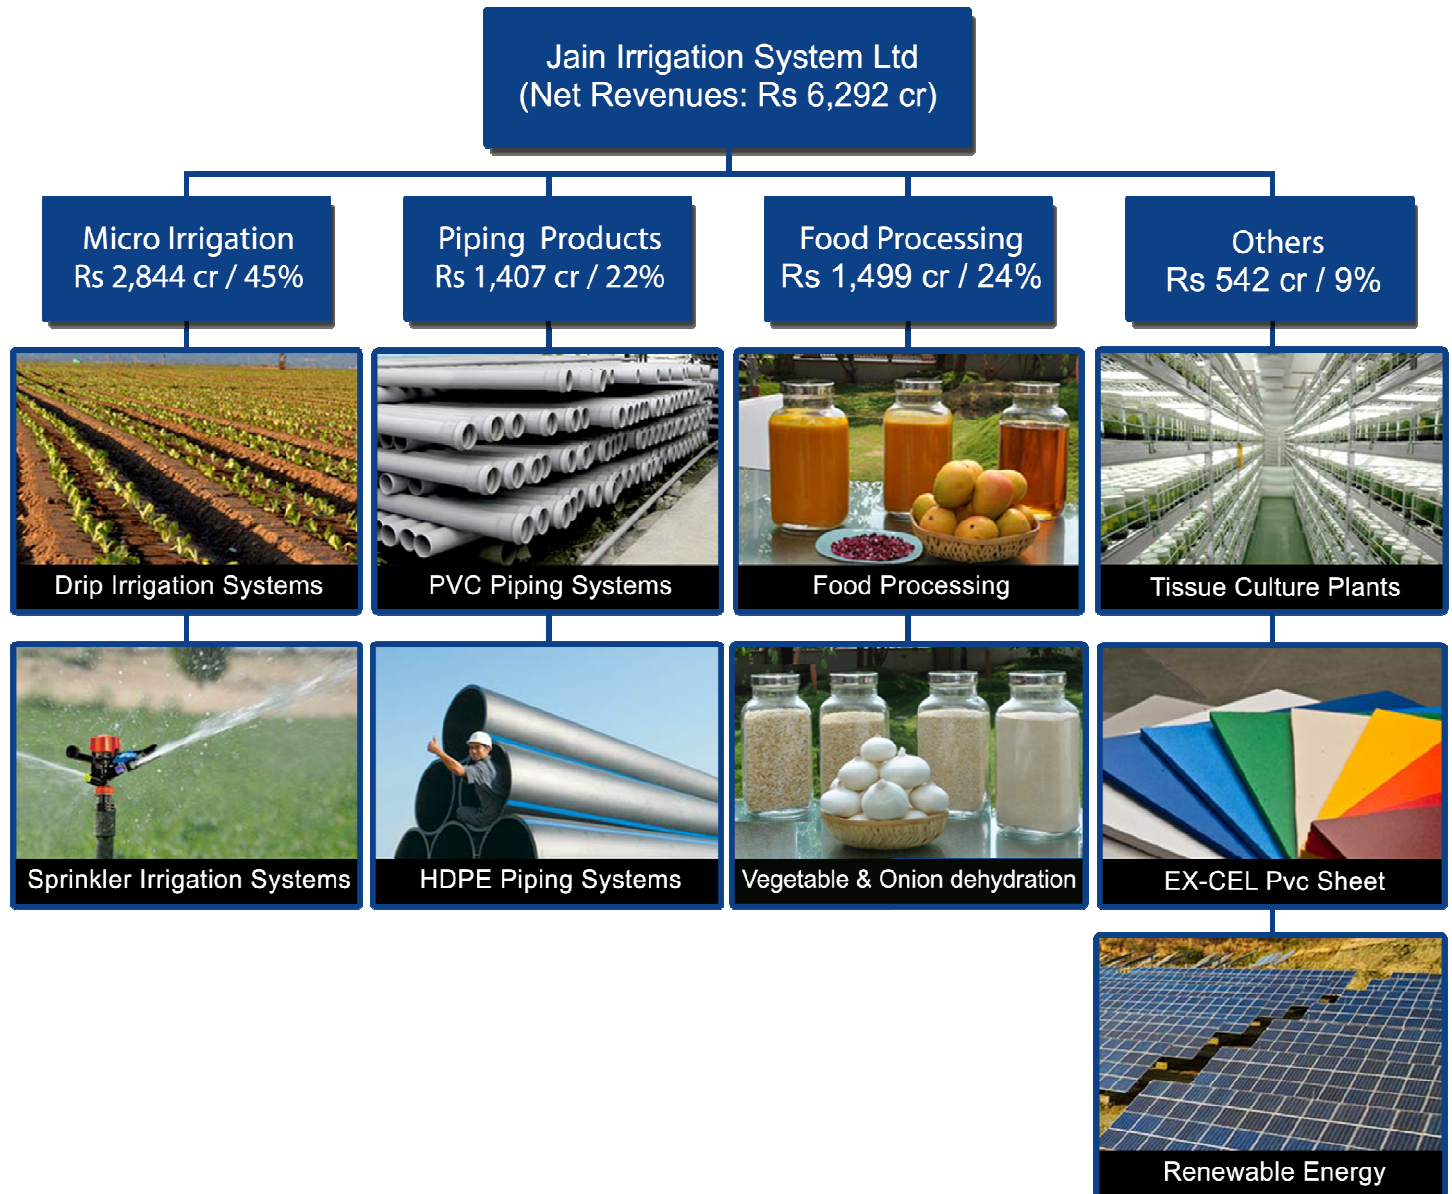 Jain Irrigation System Ltd
(Net Revenues: Rs 6,292 cr)
Micro Irrigation
Rs 2,844 cr / 45%
Piping Products
Rs 1,407 cr / 22%
Food Processing
Rs 1,499 cr / 24%
Others
Rs 542 cr / 9%
Drip Irrigation Systems
PVC Piping Systems
Food Processing
Tissue Culture Plants
Sprinkler Irrigation Systems
HDPE Piping Systems
Vegetable & Onion dehydration
EX-CEL Pvc Sheet
Renewable Energy